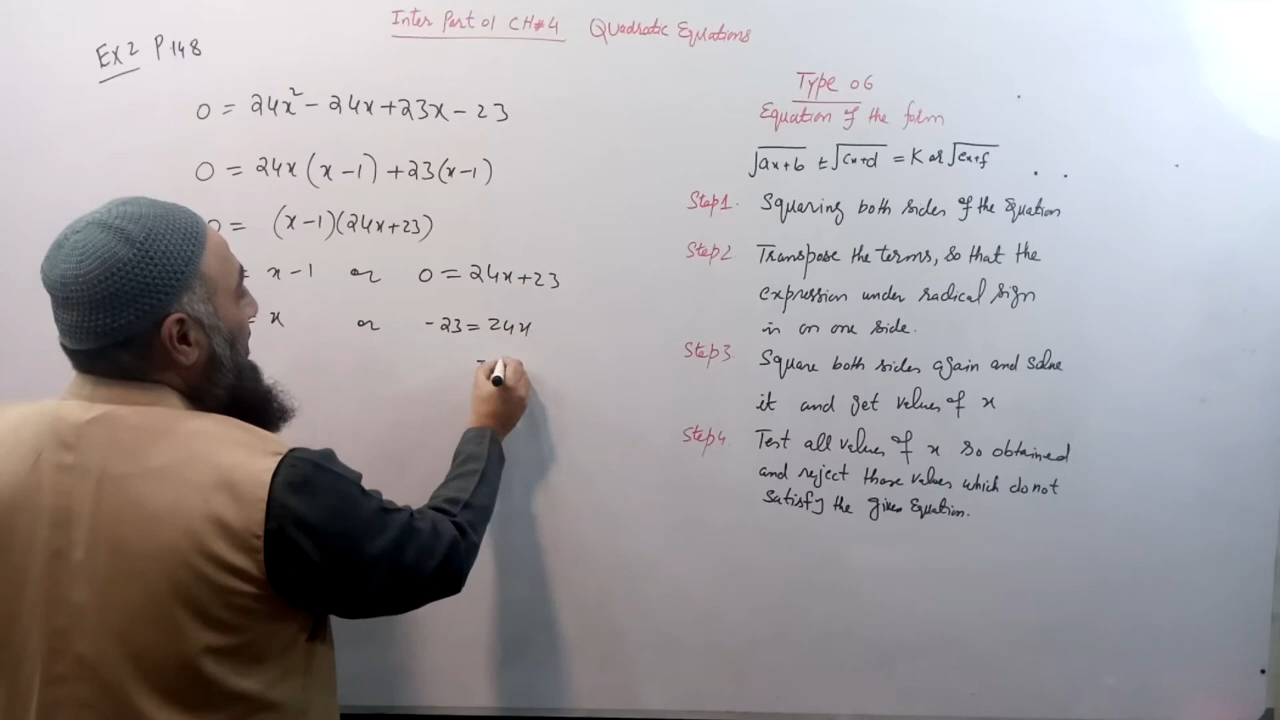 Inter Part 01 CH#4 Quadratic Equations
Ex 2 P 148
0 = 24x² - 24x + 23x - 23
0 = 24x (x - 1) + 23 (x - 1)
0 = (x - 1)(24x + 23)
= x - 1 or 0 = 24x + 23
= x or -23 = 24x
Type 06
Equation of the form
√ax+b ± √cx+d = K or √ex+f
Step1. Squaring both sides of the Equation
Step2 Transpose the terms, so that the
expression under radical sign
is on one side.
Step3 Square both sides again and solve
it and get values of x
Step4. Test all values of x so obtained
and reject those values which do not
satisfy the given Equation.